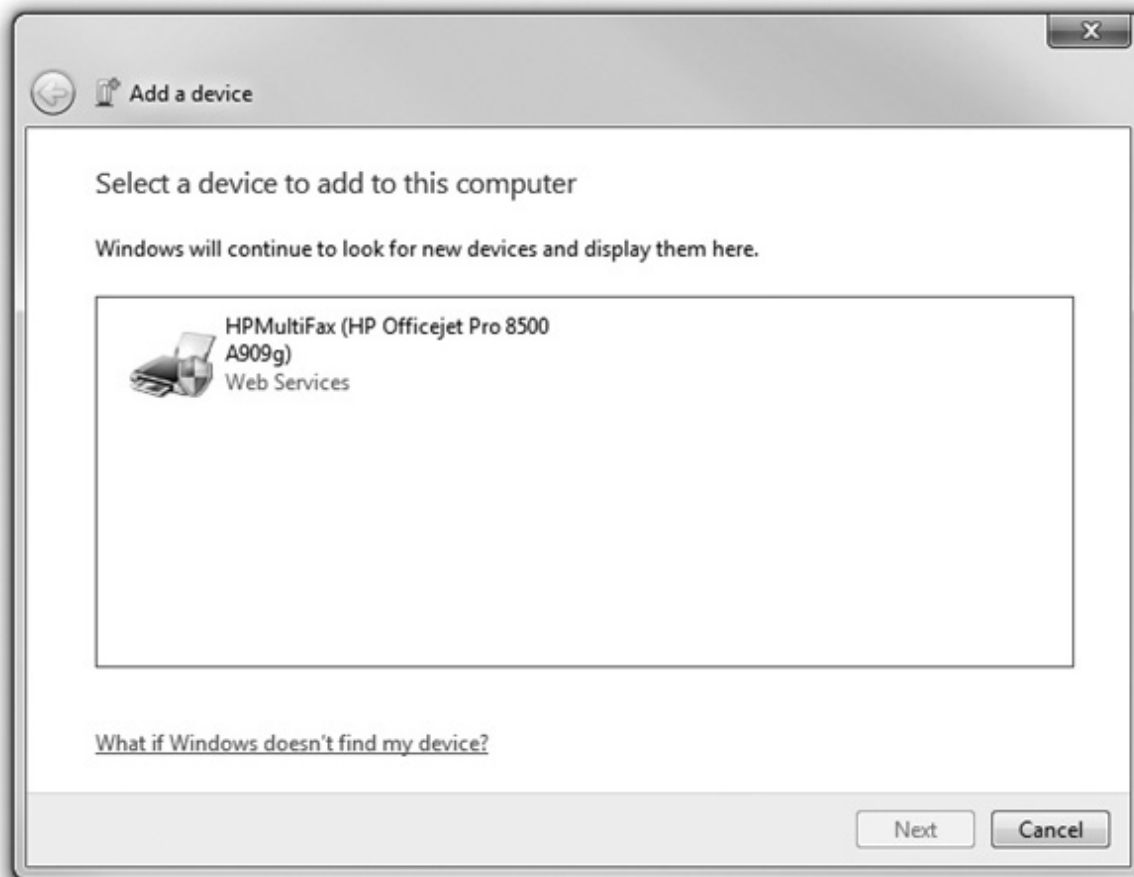 Add a device
Select a device to add to this computer
Windows will continue to look for new devices and display them here.
HPMultiFax (HP Officejet Pro 8500
A909g)
Web Services
What if Windows doesn't find my device?
Next
Cancel